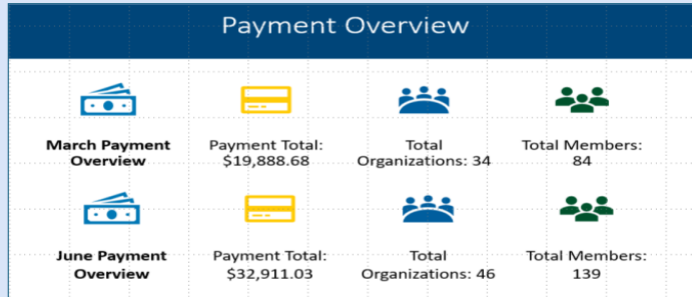 Payment Overview
March Payment
Overview
Payment Total:
$19,888.68
Total
Organizations: 34
Total Members:
84
June Payment
Overview
Payment Total:
$32,911.03
Total
Organizations: 46
Total Members:
139